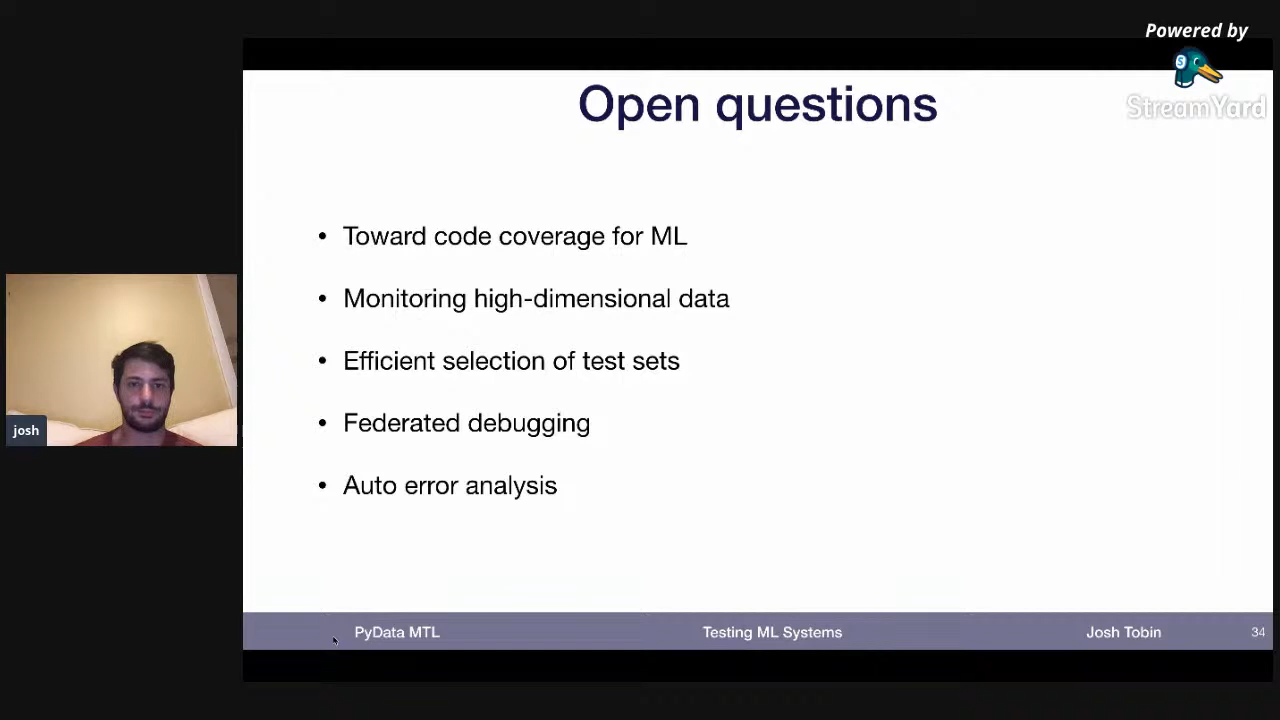 Powered by
StreamYard
Open questions
• Toward code coverage for ML
• Monitoring high-dimensional data
• Efficient selection of test sets
• Federated debugging
• Auto error analysis
josh
PyData MTL
Testing ML Systems
Josh Tobin
34